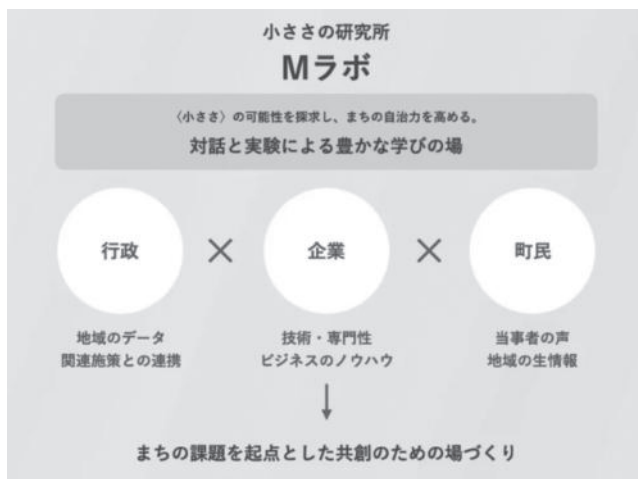 小ささの研究所
Mラボ
〈小ささ〉の可能性を探求し、まちの自治力を高める。
対話と実験による豊かな学びの場
行政 × 企業 × 町民
地域のデータ 技術・専門性 当事者の声
関連施策との連携 ビジネスのノウハウ 地域の生情報
↓
まちの課題を起点とした共創のための場づくり